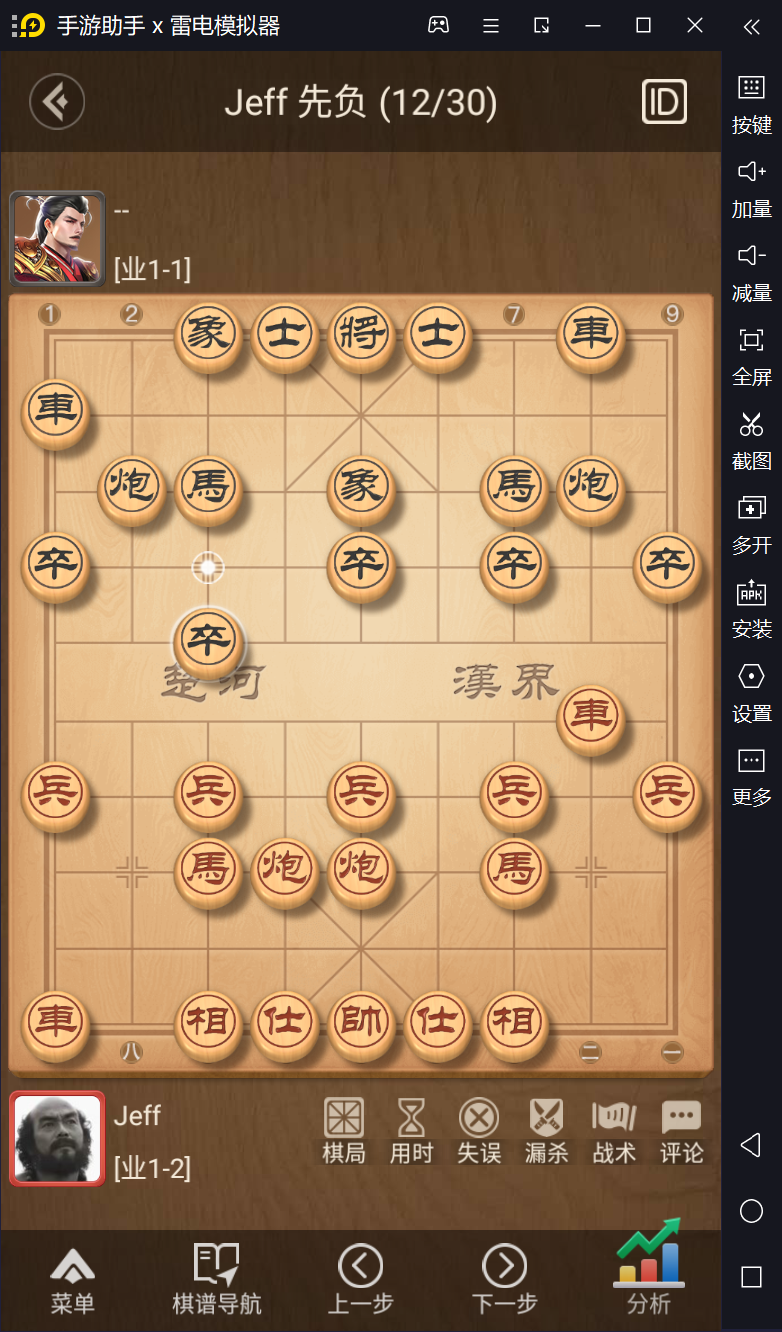 手游助手 x 雷电模拟器
Jeff 先负 (12/30)
ID
按键
加量
减量
全屏
截图
多开
APK
安装
设置
更多
--
[业1-1]
1 2 7 9
象 士 將 士 車
車
炮 馬 象 馬 炮
卒 卒 卒 卒
卒
楚河 漢界
車
兵 兵 兵 兵 兵
馬 炮 炮 馬
車 相 仕 帥 仕 相
八 二 一
Jeff
[业1-2]
棋局 用时 失误 漏杀 战术 评论
菜单 棋谱导航 上一步 下一步 分析